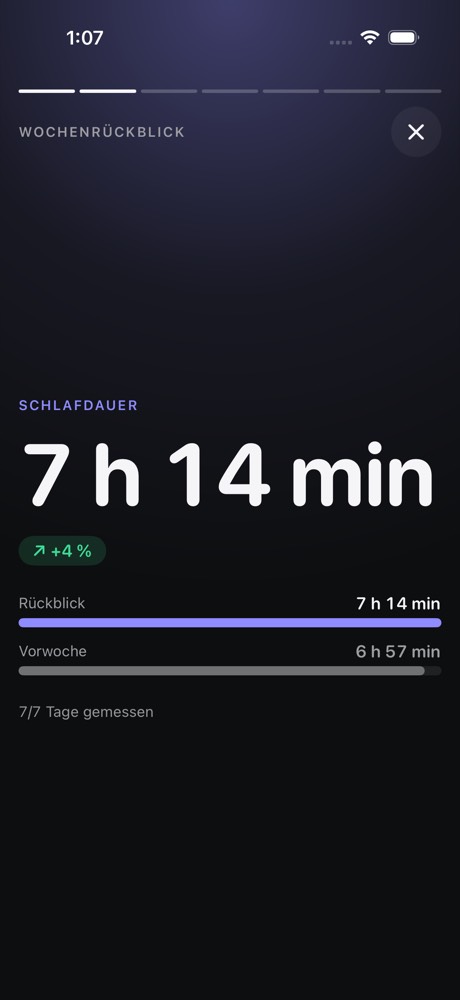 1:07
WOCHENRÜCKBLICK
SCHLAFDAUER
7 h 14 min
+4 %
Rückblick 7 h 14 min
Vorwoche 6 h 57 min
7/7 Tage gemessen